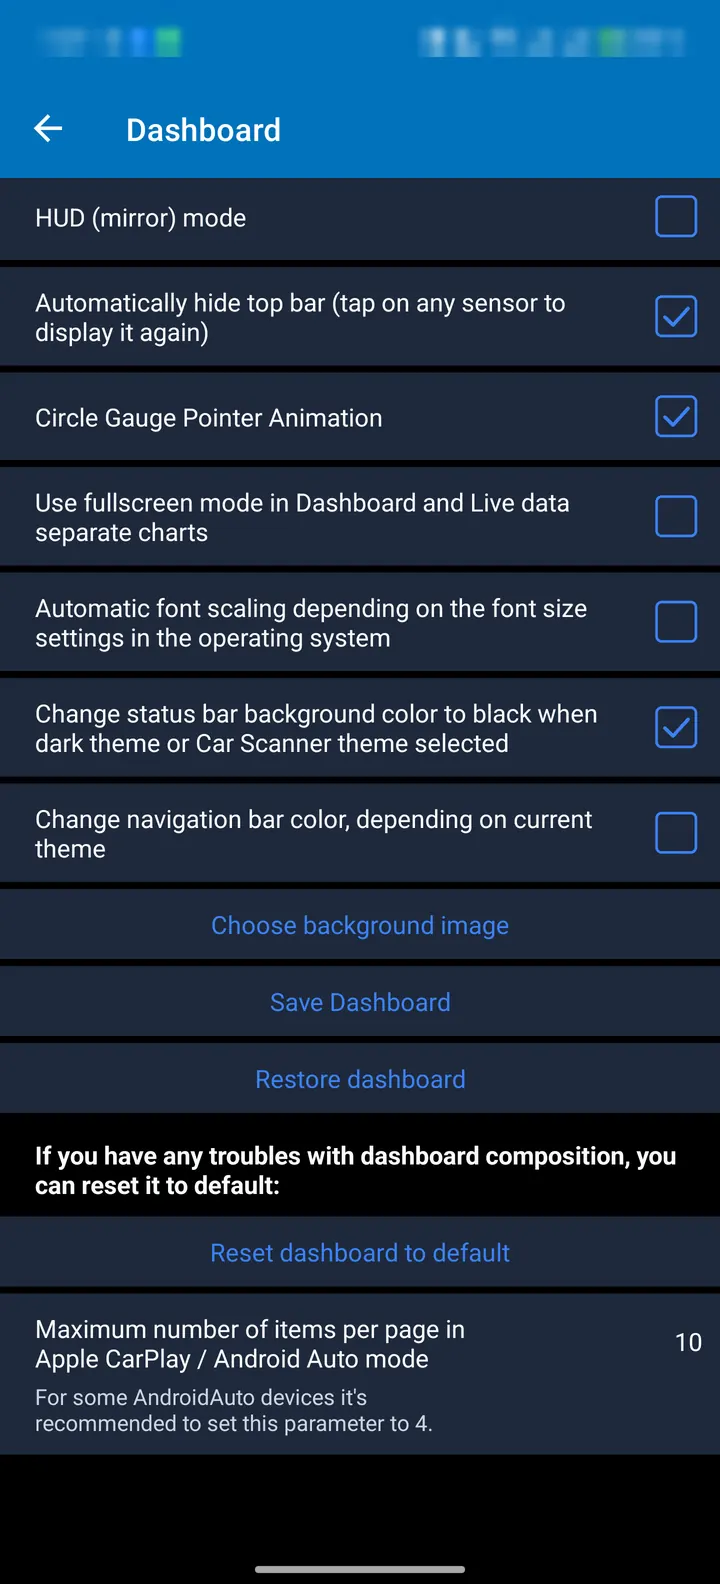 Dashboard
HUD (mirror) mode
Automatically hide top bar (tap on any sensor to
display it again)
Circle Gauge Pointer Animation
Use fullscreen mode in Dashboard and Live data
separate charts
Automatic font scaling depending on the font size
settings in the operating system
Change status bar background color to black when
dark theme or Car Scanner theme selected
Change navigation bar color, depending on current
theme
Choose background image
Save Dashboard
Restore dashboard
If you have any troubles with dashboard composition, you
can reset it to default:
Reset dashboard to default
Maximum number of items per page in
Apple CarPlay / Android Auto mode
10
For some AndroidAuto devices it's
recommended to set this parameter to 4.